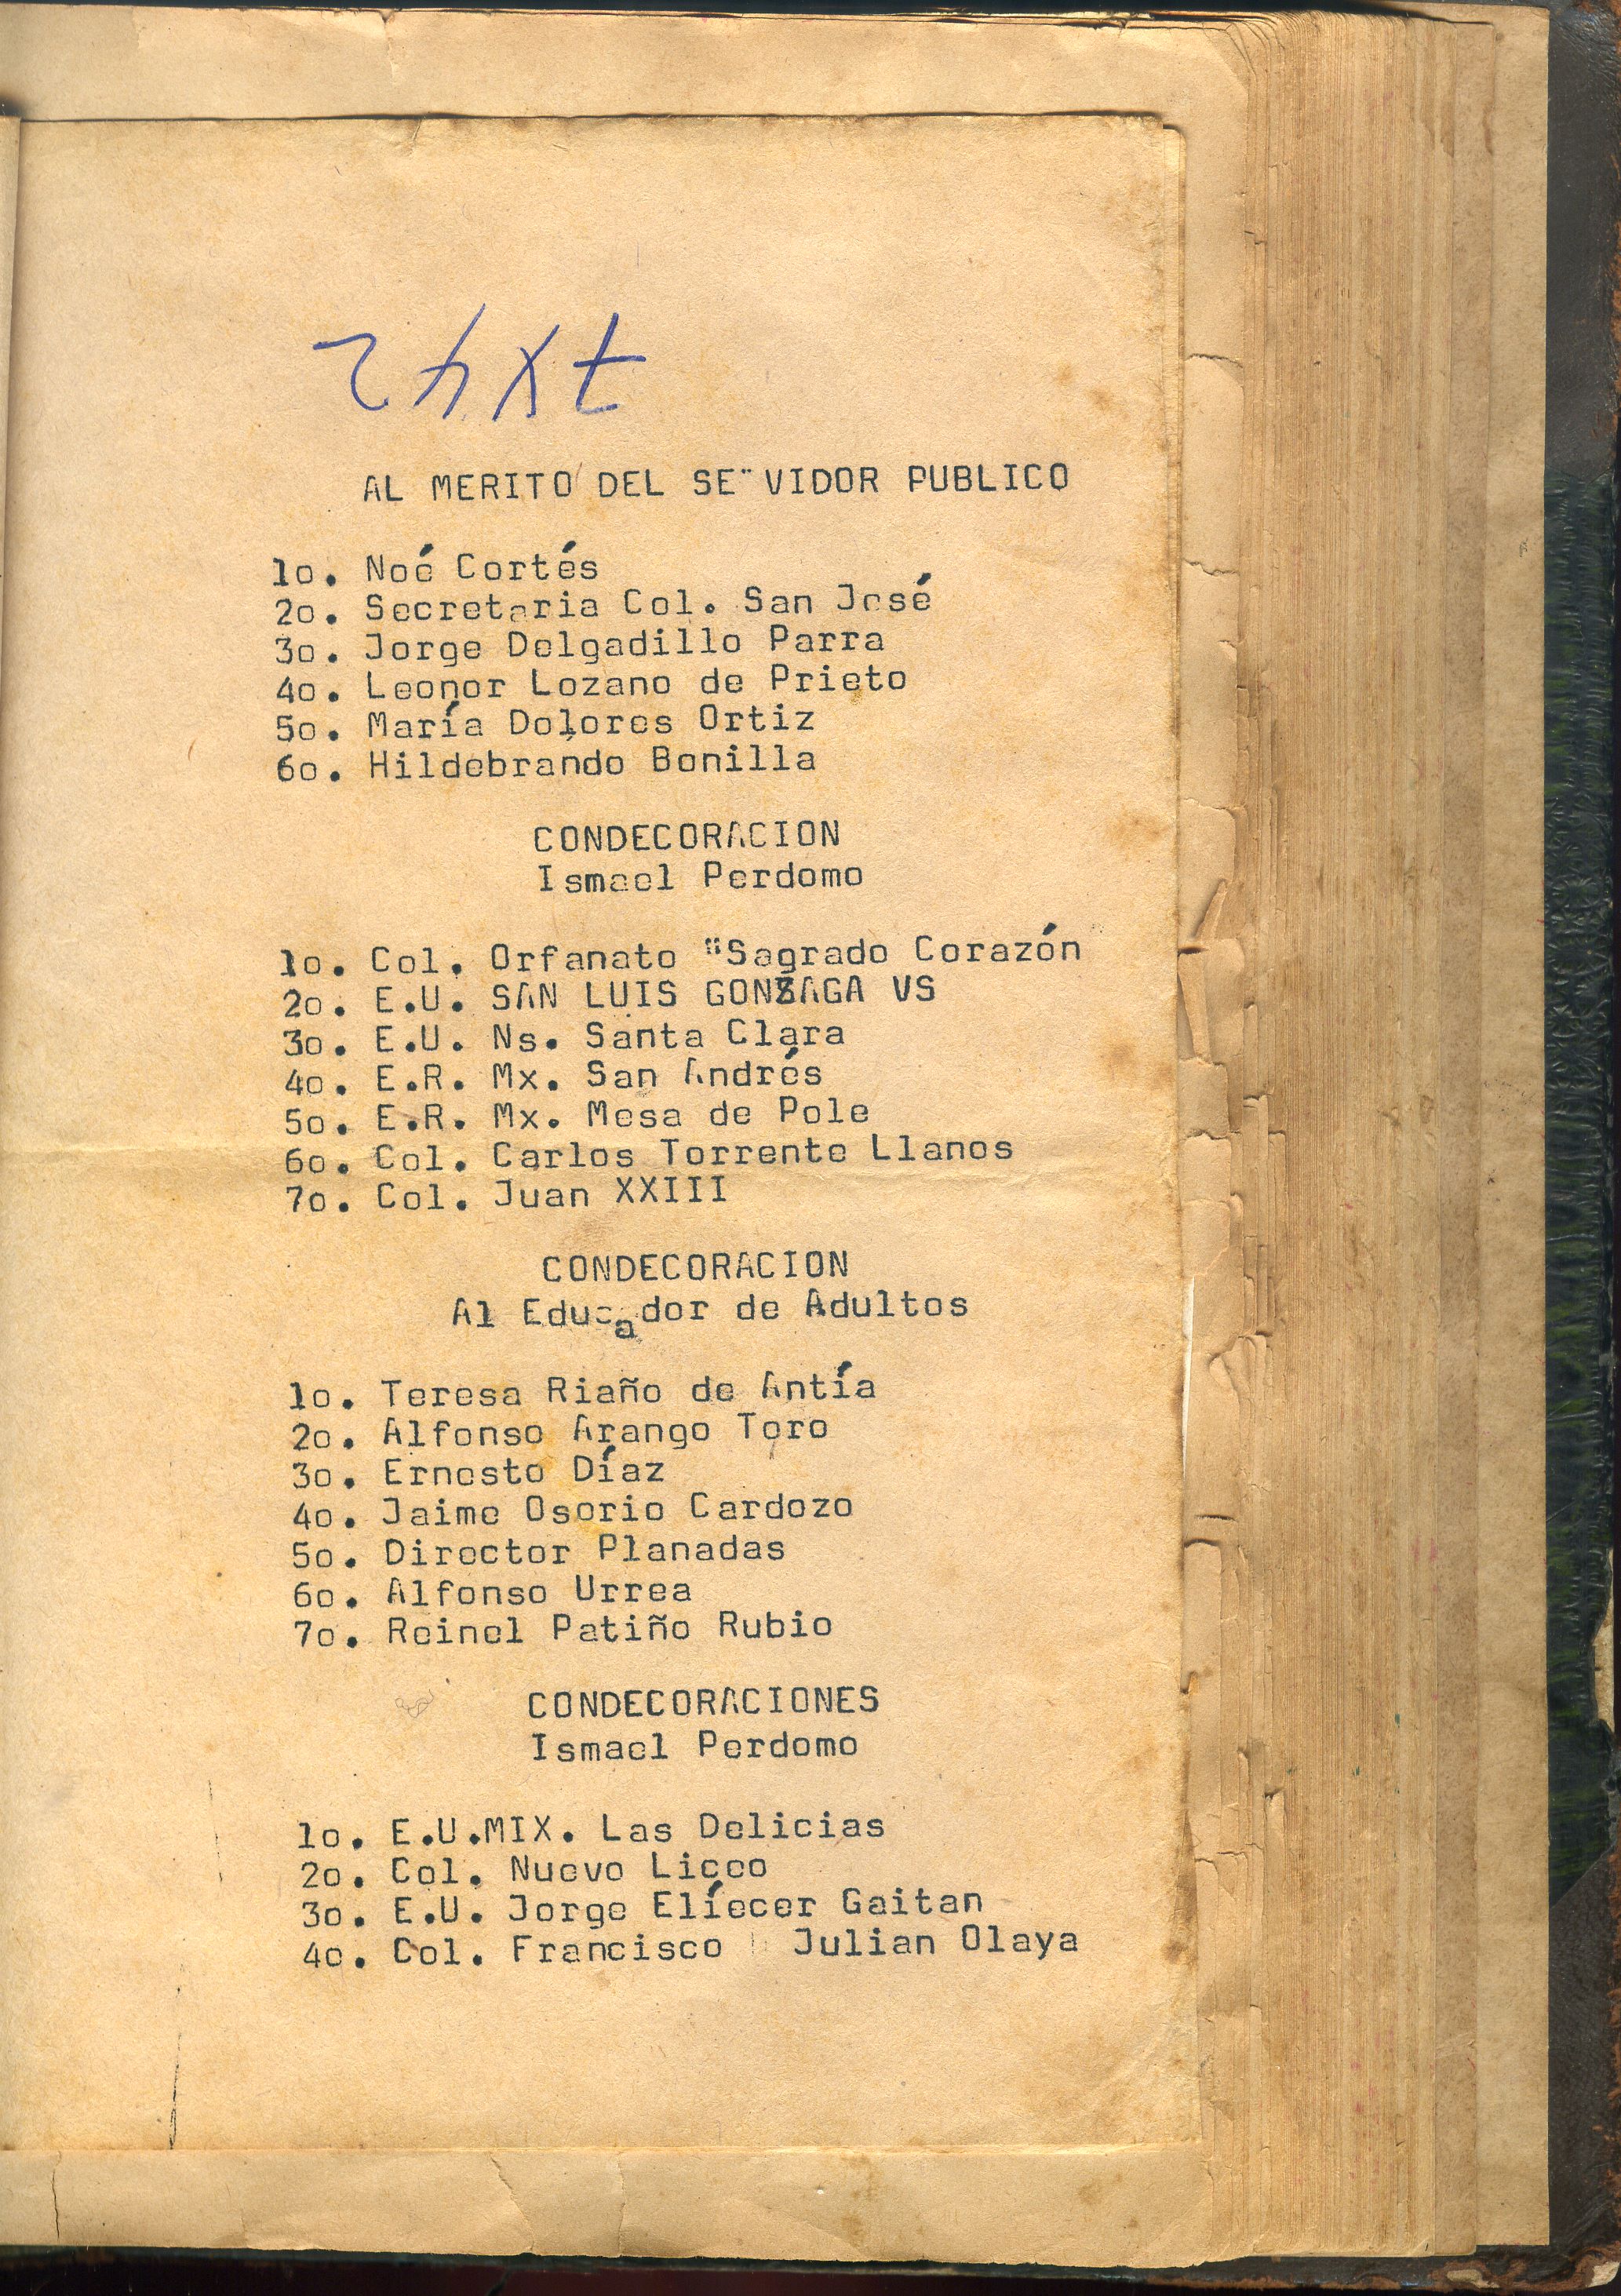 AL MERITO DEL SE"VIDOR PUBLICO
1o. Noé Cortés
2o. Secretaria Col. San José
3o. Jorge Delgadillo Parra
4o. Leonor Lozano de Prieto
5o. María Dolores Ortiz
6o. Hildebrando Bonilla
CONDECORACION
Ismael Perdomo
1o. Col. Orfanato "Sagrado Corazón
2o. E.U. SAN LUIS GONZAGA VS
3o. E.U. Ns. Santa Clara
4o. E.R. Mx. San Andrés
5o. E.R. Mx. Mesa de Pole
6o. Col. Carlos Torrente Llanos
7o. Col. Juan XXIII
CONDECORACION
Al Educador de Adultos
1o. Teresa Riaño de Antía
2o. Alfonso Arango Toro
3o. Ernesto Díaz
4o. Jaime Osorio Cardozo
5o. Director Planadas
6o. Alfonso Urrea
7o. Reinel Patiño Rubio
CONDECORACIONES
Ismael Perdomo
1o. E.U.MIX. Las Delicias
2o. Col. Nuevo Liceo
3o. E.U. Jorge Elíecer Gaitan
4o. Col. Francisco Julian Olaya